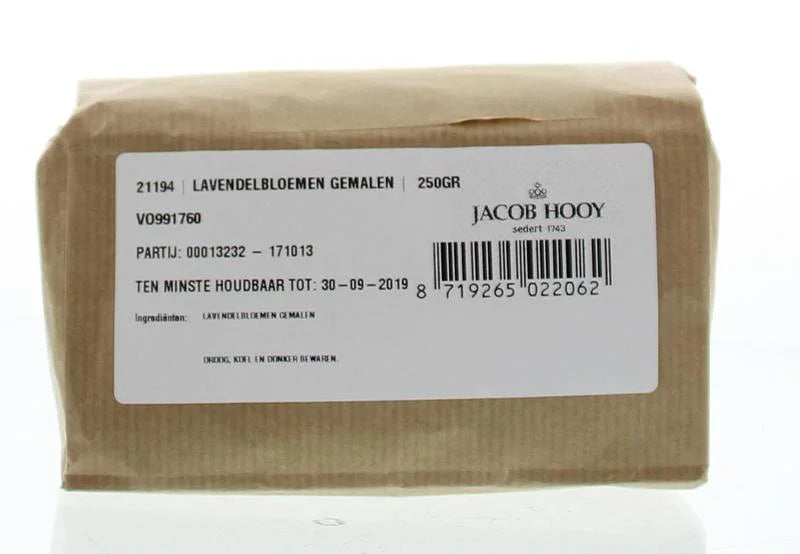 21194 | LAVENDELBLOEMEN GEMALEN | 250GR
VO991760
JACOB HOOY
sedert 1743
PARTIJ: 00013232 – 171013
TEN MINSTE HOUDBAAR TOT: 30–09–2019
8 719265 022062
Ingrediënten: LAVENDELBLOEMEN GEMALEN
DROOG, KOEL EN DONKER BEWAREN.